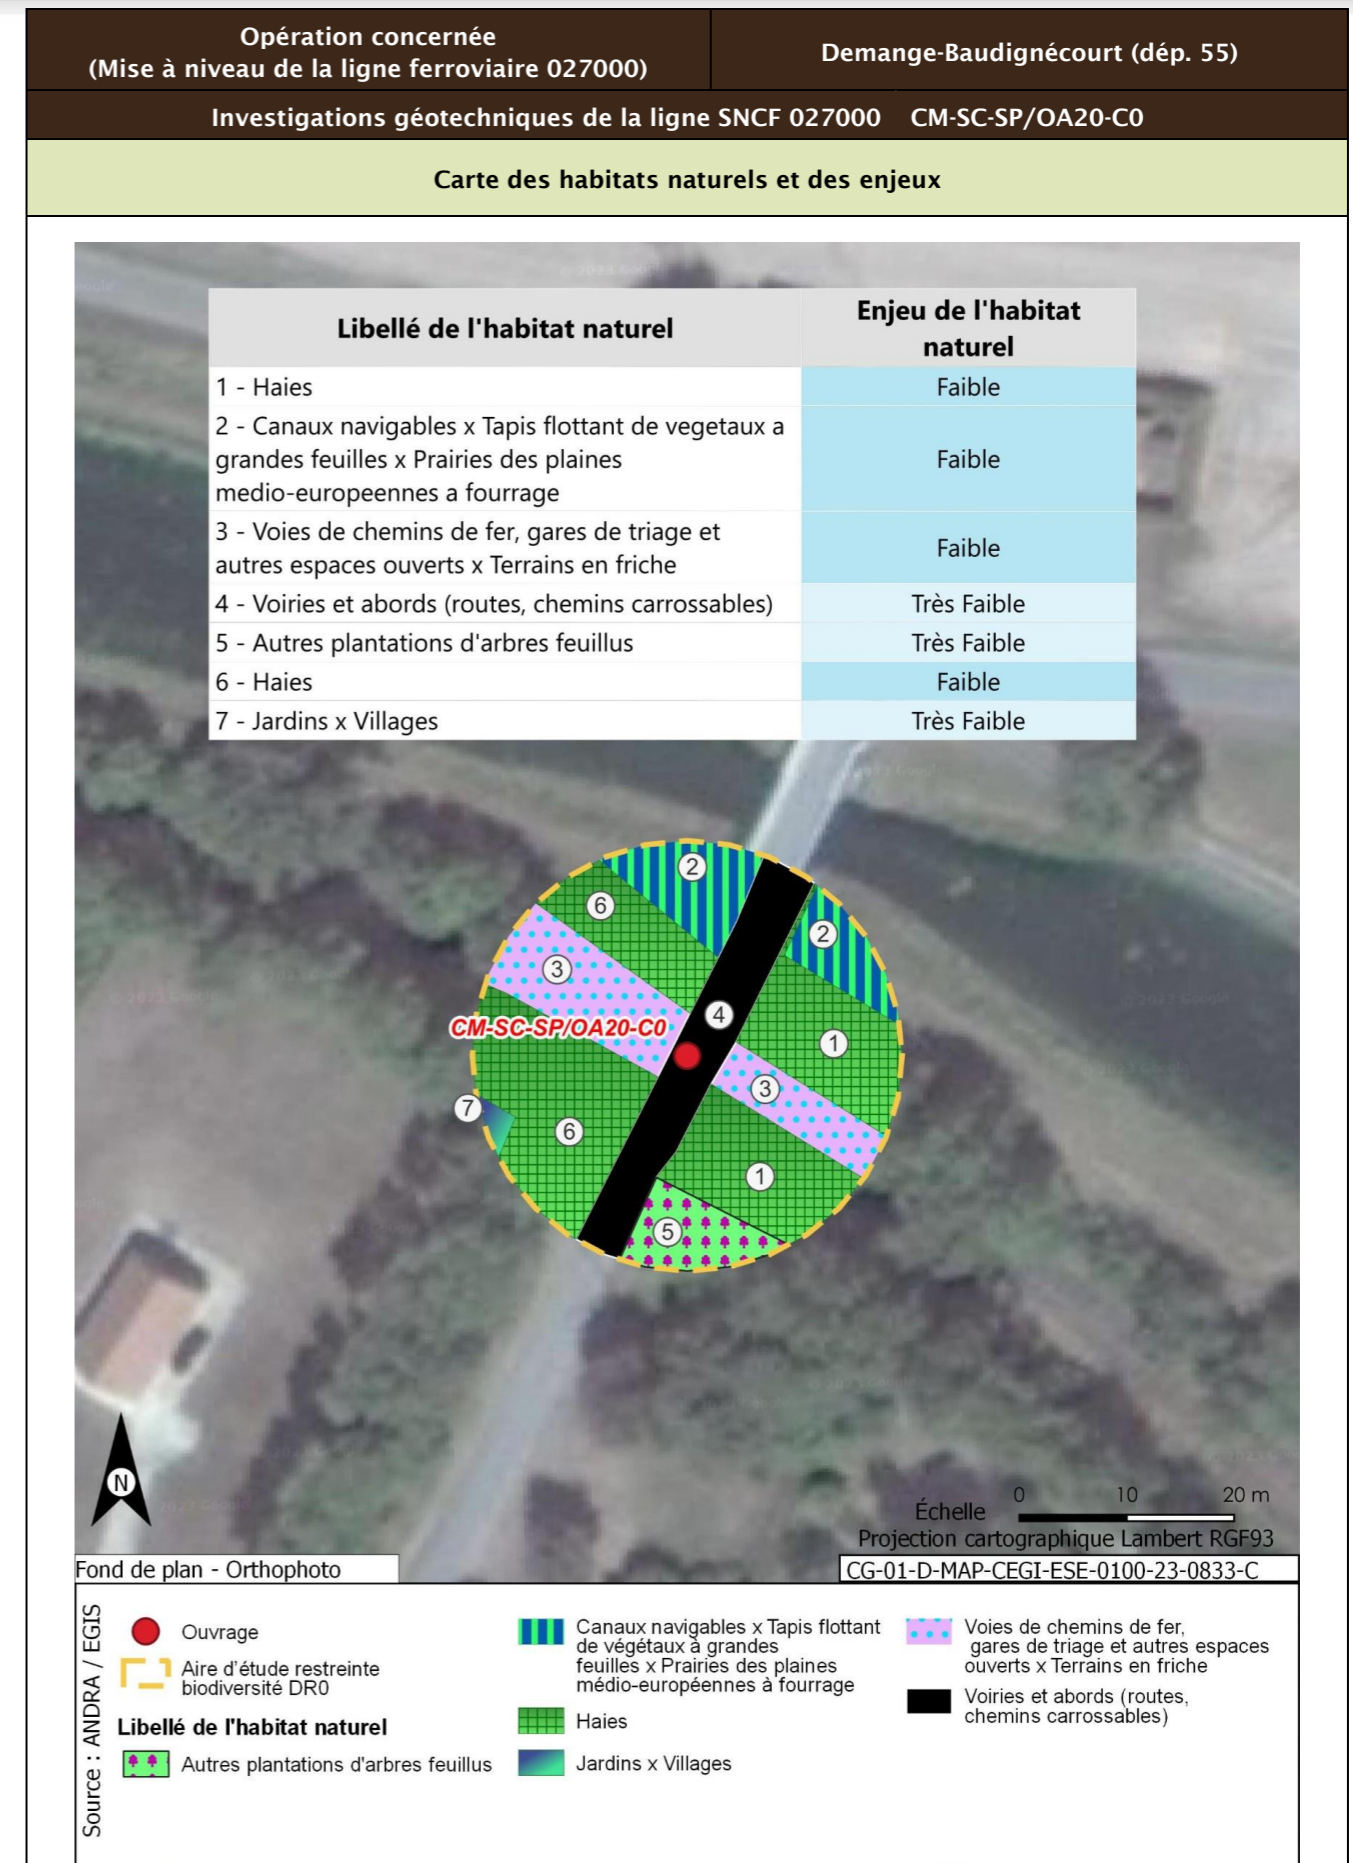 Opération concernée
(Mise à niveau de la ligne ferroviaire 027000)
Demange-Baudignécourt (dép. 55)
Investigations géotechniques de la ligne SNCF 027000 CM-SC-SP/OA20-C0
Carte des habitats naturels et des enjeux
Libellé de l'habitat naturel
Enjeu de l'habitat
naturel
1 - Haies
Faible
2 - Canaux navigables x Tapis flottant de vegetaux a
grandes feuilles x Prairies des plaines
medio-europeennes a fourrage
Faible
3 - Voies de chemins de fer, gares de triage et
autres espaces ouverts x Terrains en friche
Faible
4 - Voiries et abords (routes, chemins carrossables)
Très Faible
5 - Autres plantations d'arbres feuillus
Très Faible
6 - Haies
Faible
7 - Jardins x Villages
Très Faible
2
6
2
3
4
CM-SC-SP/OA20-C0
1
3
7
6
1
5
N
Échelle
0 10 20 m
Projection cartographique Lambert RGF93
Fond de plan - Orthophoto
CG-01-D-MAP-CEGI-ESE-0100-23-0833-C
Source : ANDRA / EGIS
Ouvrage
Aire d'étude restreinte
biodiversité DR0
Libellé de l'habitat naturel
Autres plantations d'arbres feuillus
Canaux navigables x Tapis flottant
de végétaux à grandes
feuilles x Prairies des plaines
médio-européennes à fourrage
Haies
Jardins x Villages
Voies de chemins de fer,
gares de triage et autres espaces
ouverts x Terrains en friche
Voiries et abords (routes,
chemins carrossables)